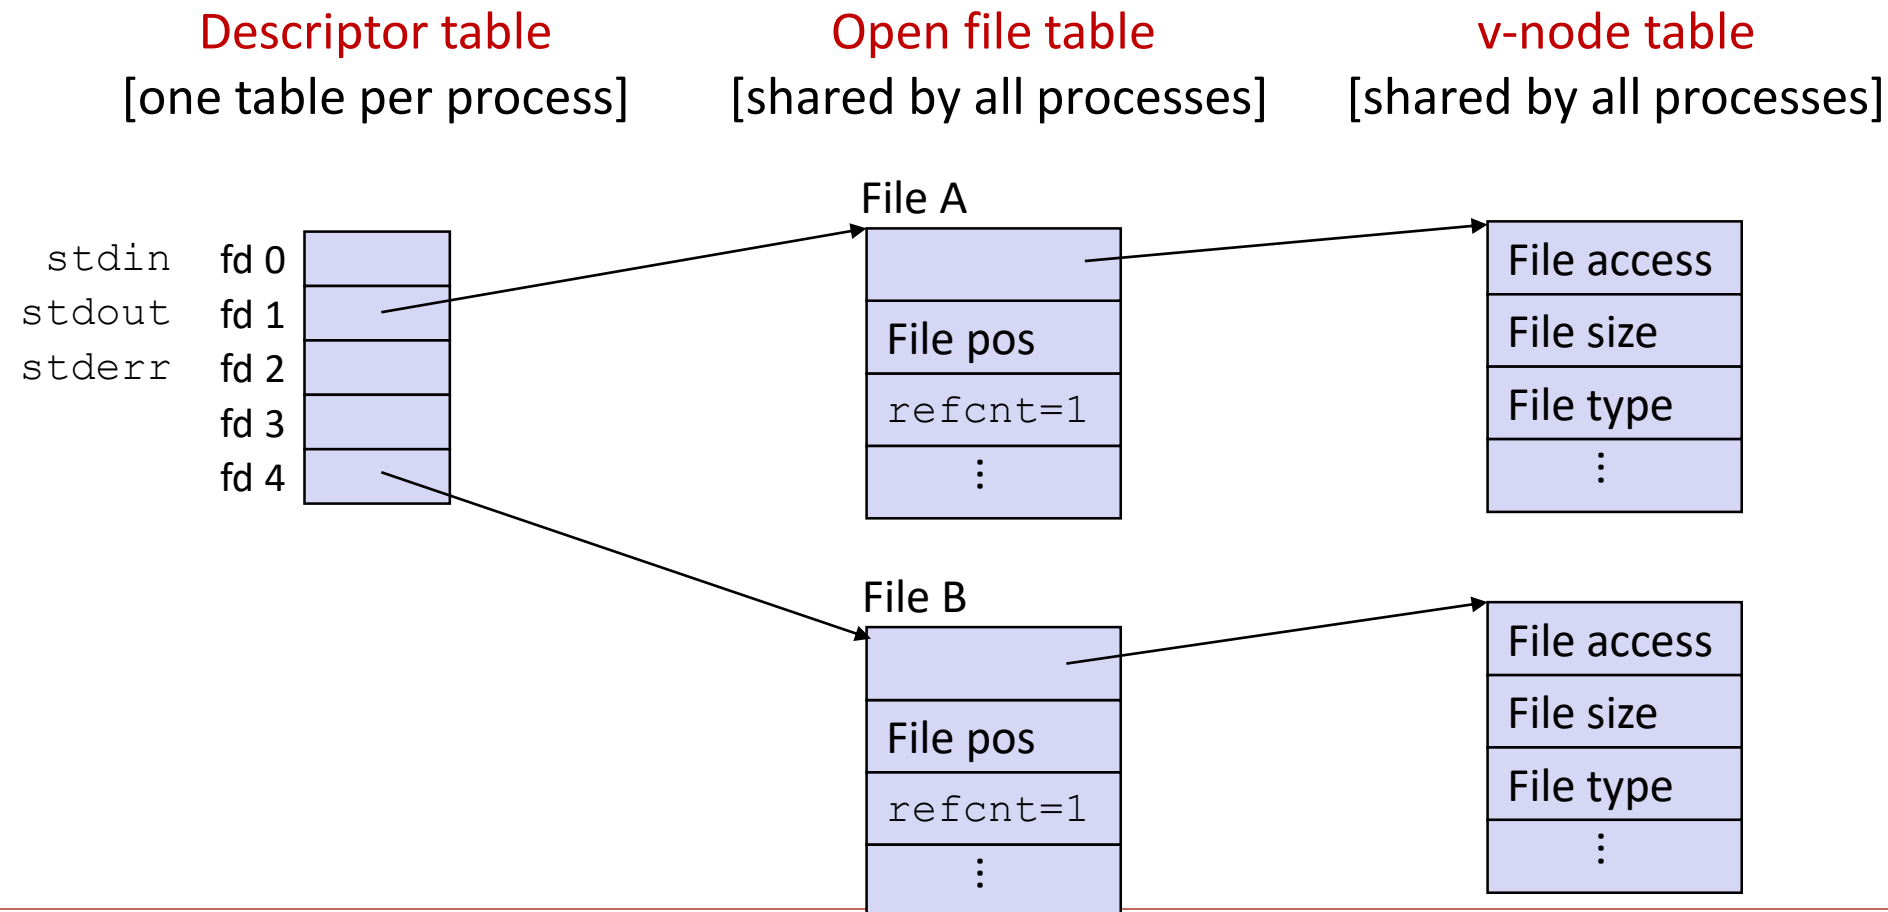 Descriptor table
[one table per process]
Open file table
[shared by all processes]
v-node table
[shared by all processes]
stdin fd 0
stdout fd 1
stderr fd 2
fd 3
fd 4
File A
File pos
refcnt=1
⋮
File access
File size
File type
⋮
File B
File pos
refcnt=1
⋮
File access
File size
File type
⋮